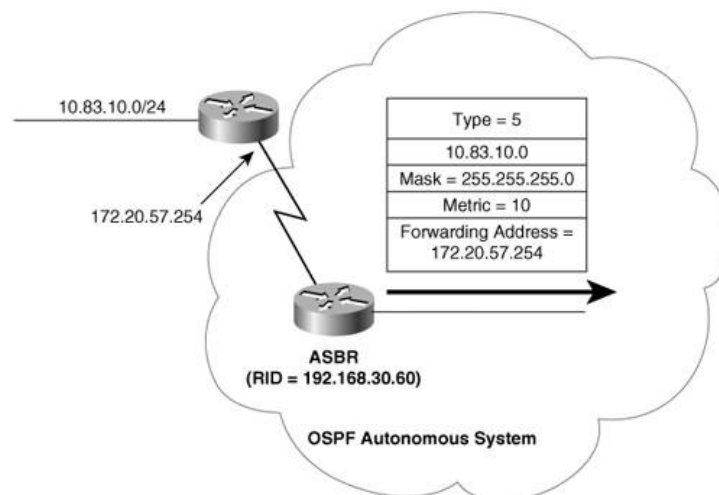 10.83.10.0/24
172.20.57.254
Type = 5
10.83.10.0
Mask = 255.255.255.0
Metric = 10
Forwarding Address =
172.20.57.254
ASBR
(RID = 192.168.30.60)
OSPF Autonomous System